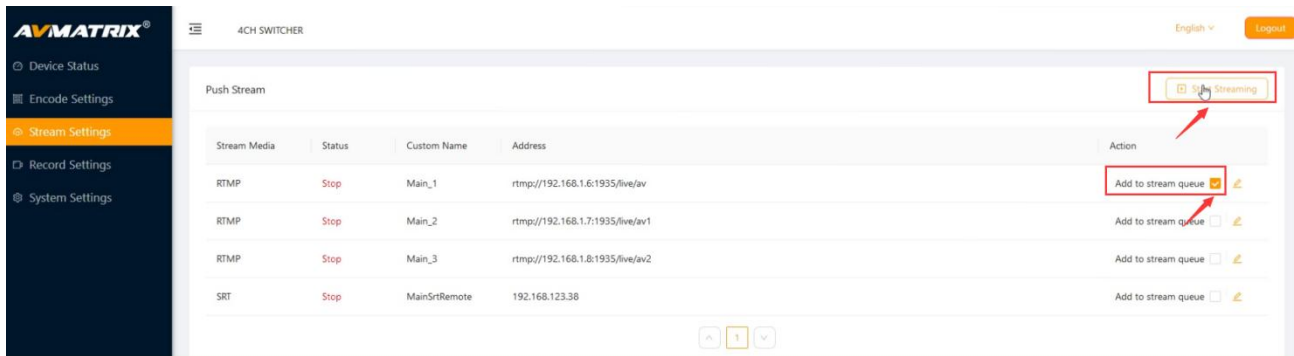 AVMATRIX®
4CH SWITCHER
English
Logout
Device Status
Encode Settings
Stream Settings
Record Settings
System Settings
Push Stream
Streaming
Stream Media Status Custom Name Address Action
RTMP Stop Main_1 rtmp://192.168.1.6:1935/live/av Add to stream queue
RTMP Stop Main_2 rtmp://192.168.1.7:1935/live/av1 Add to stream queue
RTMP Stop Main_3 rtmp://192.168.1.8:1935/live/av2 Add to stream queue
SRT Stop MainSrtRemote 192.168.123.38 Add to stream queue
1